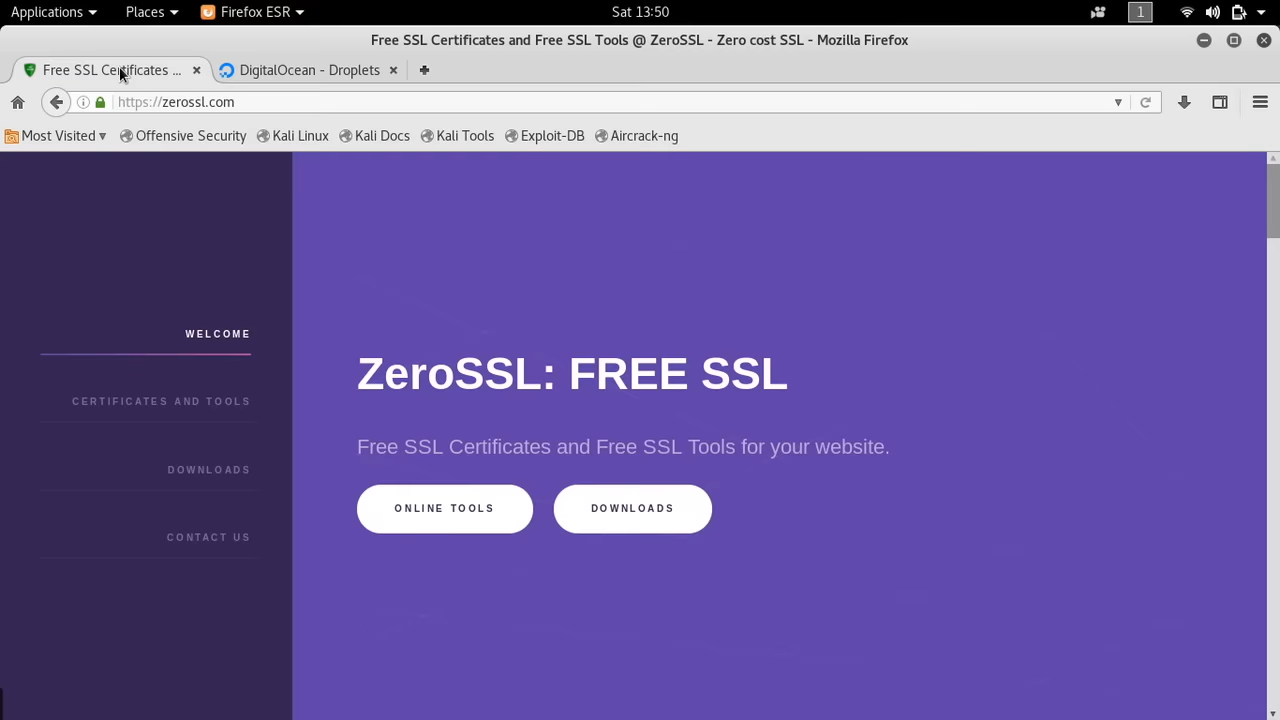 Applications Places Firefox ESR Sat 13:50 1
Free SSL Certificates and Free SSL Tools @ ZeroSSL - Zero cost SSL - Mozilla Firefox
Free SSL Certificates ... DigitalOcean - Droplets
https://zerossl.com
Most Visited Offensive Security Kali Linux Kali Docs Kali Tools Exploit-DB Aircrack-ng
WELCOME
CERTIFICATES AND TOOLS
DOWNLOADS
CONTACT US
ZeroSSL: FREE SSL
Free SSL Certificates and Free SSL Tools for your website.
ONLINE TOOLS DOWNLOADS